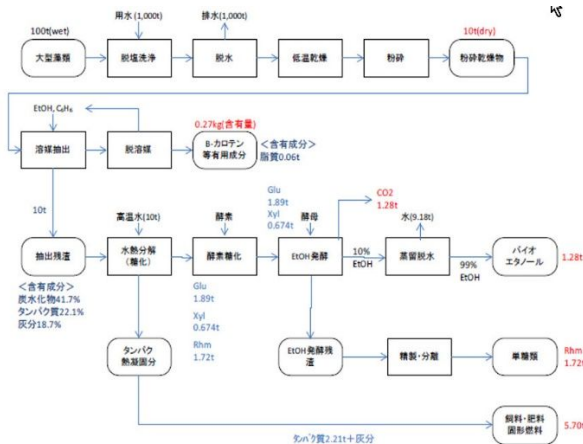 用水(1,000t)
排水(1,000t)
100t(wet)
10t(dry)
大型藻類
脱塩洗浄
脱水
低温乾燥
粉砕
粉砕乾燥物
EtOH, C₆H₆
0.27kg(含有量)
溶媒抽出
脱溶媒
B-カロテン
等有用成分
＜含有成分＞
脂質0.06t
10t
高温水(10t)
酵素
Glu
1.89t
Xyl
0.674t
酵母
CO2
1.28t
水(9.18t)
抽出残渣
水熱分解
(糖化)
酵素糖化
EtOH発酵
10%
EtOH
蒸留脱水
99%
EtOH
バイオ
エタノール
1.28t
＜含有成分＞
炭水化物41.7%
タンパク質22.1%
灰分18.7%
Glu
1.89t
Xyl
0.674t
Rhm
1.72t
タンパク
熱凝固分
EtOH発酵残
渣
精製・分離
単糖類
Rhm
1.72t
飼料・肥料
固形燃料
5.70t
タンパク質2.21t＋灰分